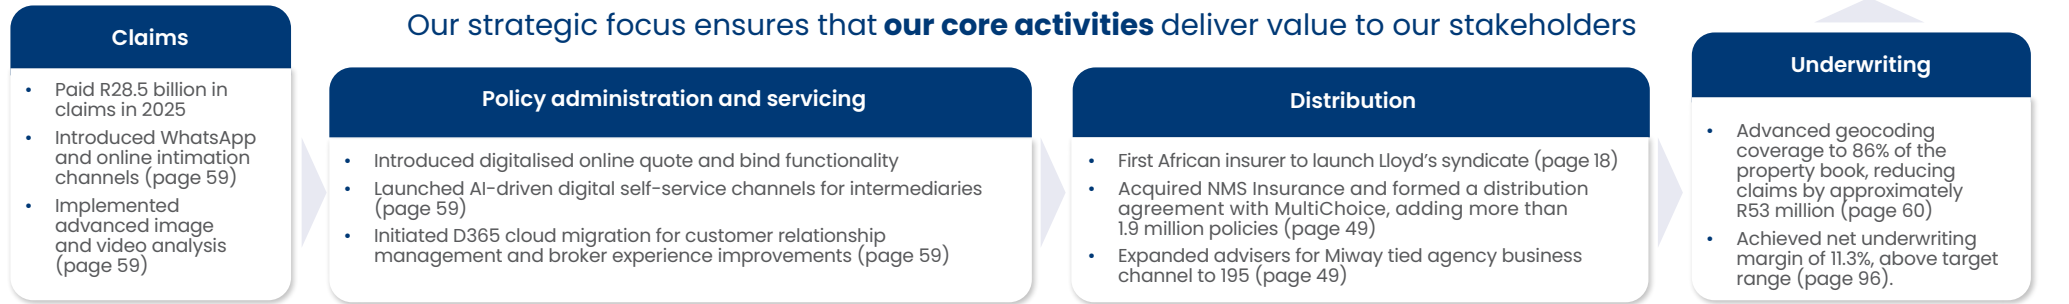 Our strategic focus ensures that our core activities deliver value to our stakeholders
Claims
• Paid R28.5 billion in
claims in 2025
• Introduced WhatsApp
and online intimation
channels (page 59)
• Implemented
advanced image
and video analysis
(page 59)
Policy administration and servicing
• Introduced digitalised online quote and bind functionality
• Launched AI-driven digital self-service channels for intermediaries
(page 59)
• Initiated D365 cloud migration for customer relationship
management and broker experience improvements (page 59)
Distribution
• First African insurer to launch Lloyd’s syndicate (page 18)
• Acquired NMS Insurance and formed a distribution
agreement with MultiChoice, adding more than
1.9 million policies (page 49)
• Expanded advisers for Miway tied agency business
channel to 195 (page 49)
Underwriting
• Advanced geocoding
coverage to 86% of the
property book, reducing
claims by approximately
R53 million (page 60)
• Achieved net underwriting
margin of 11.3%, above target
range (page 96).